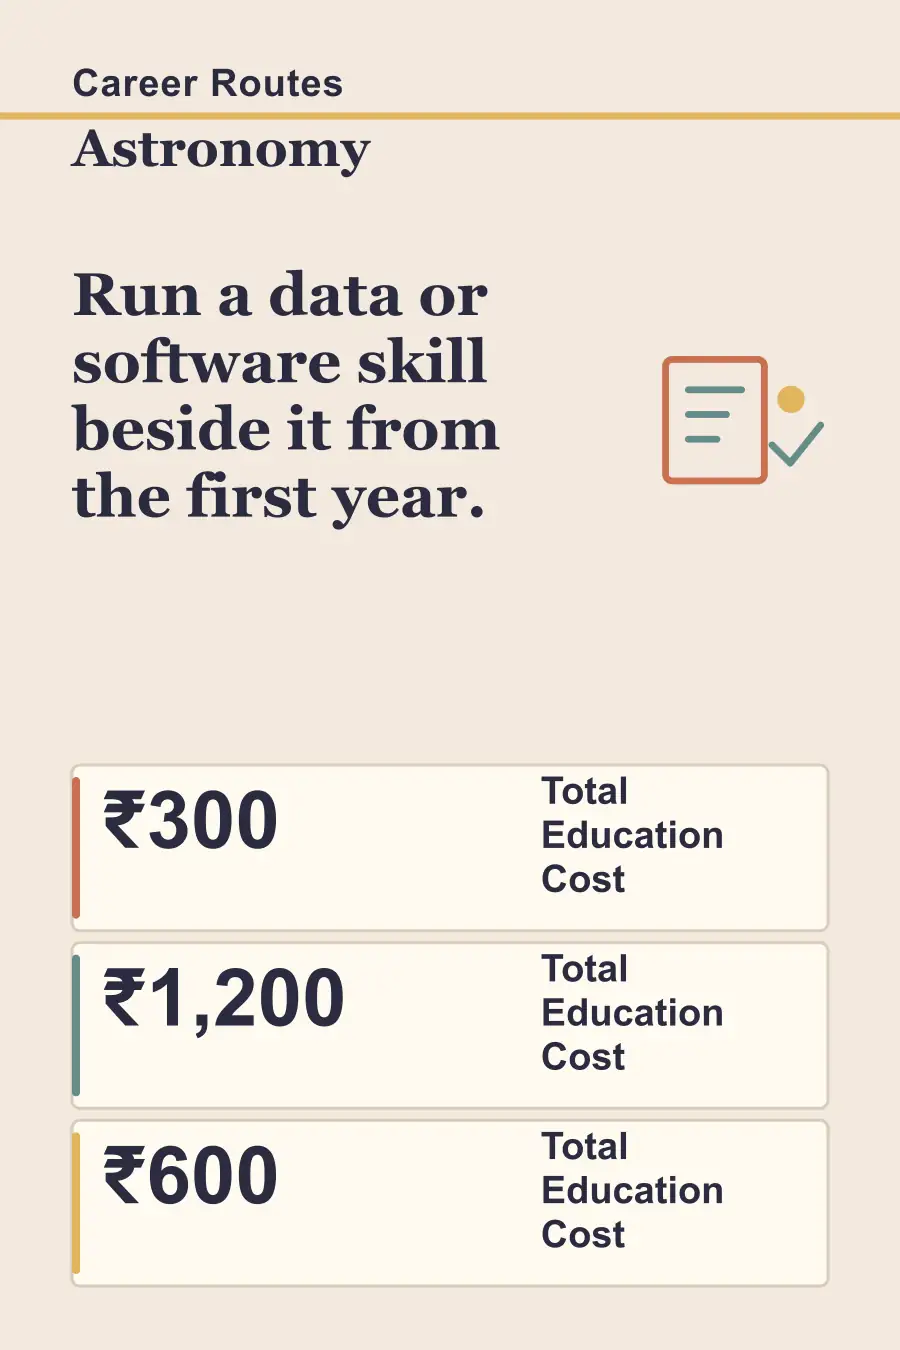 Career Routes
Astronomy
Run a data or
software skill
beside it from
the first year.
₹300
Total
Education
Cost
₹1,200
Total
Education
Cost
₹600
Total
Education
Cost